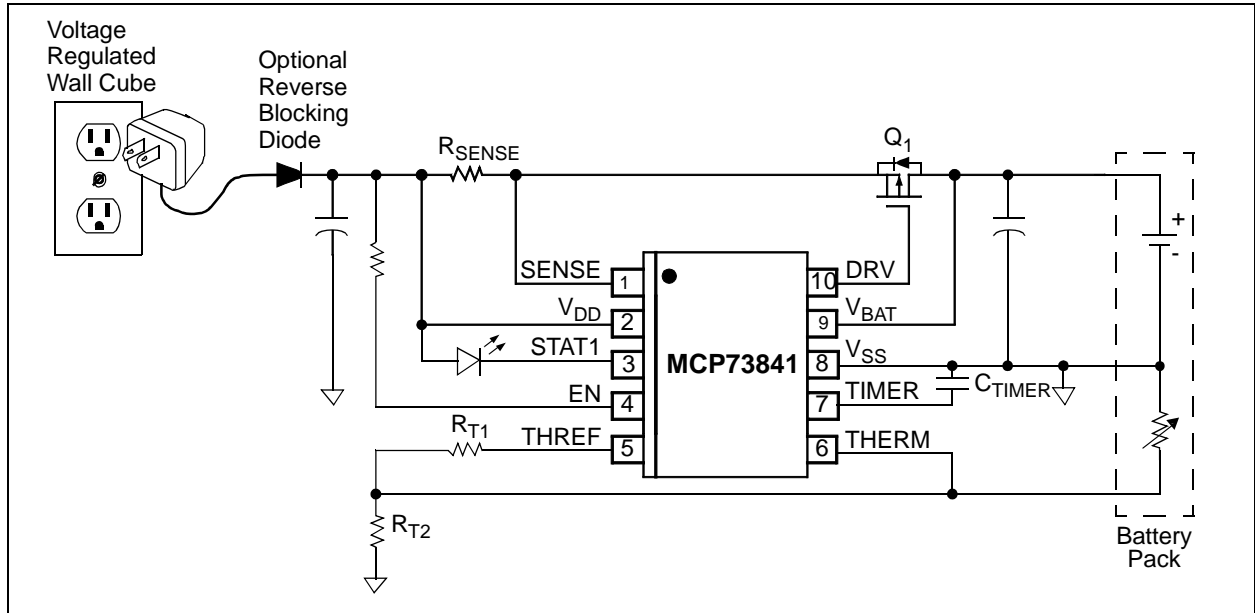 Voltage
Regulated
Wall Cube
Optional
Reverse
Blocking
Diode
RSENSE
Q1
+
-
SENSE
1
10
DRV
VDD
2
9
VBAT
STAT1
3
MCP73841
8
VSS
EN
4
7
TIMER
CTIMER
RT1
THREF
5
6
THERM
RT2
Battery
Pack